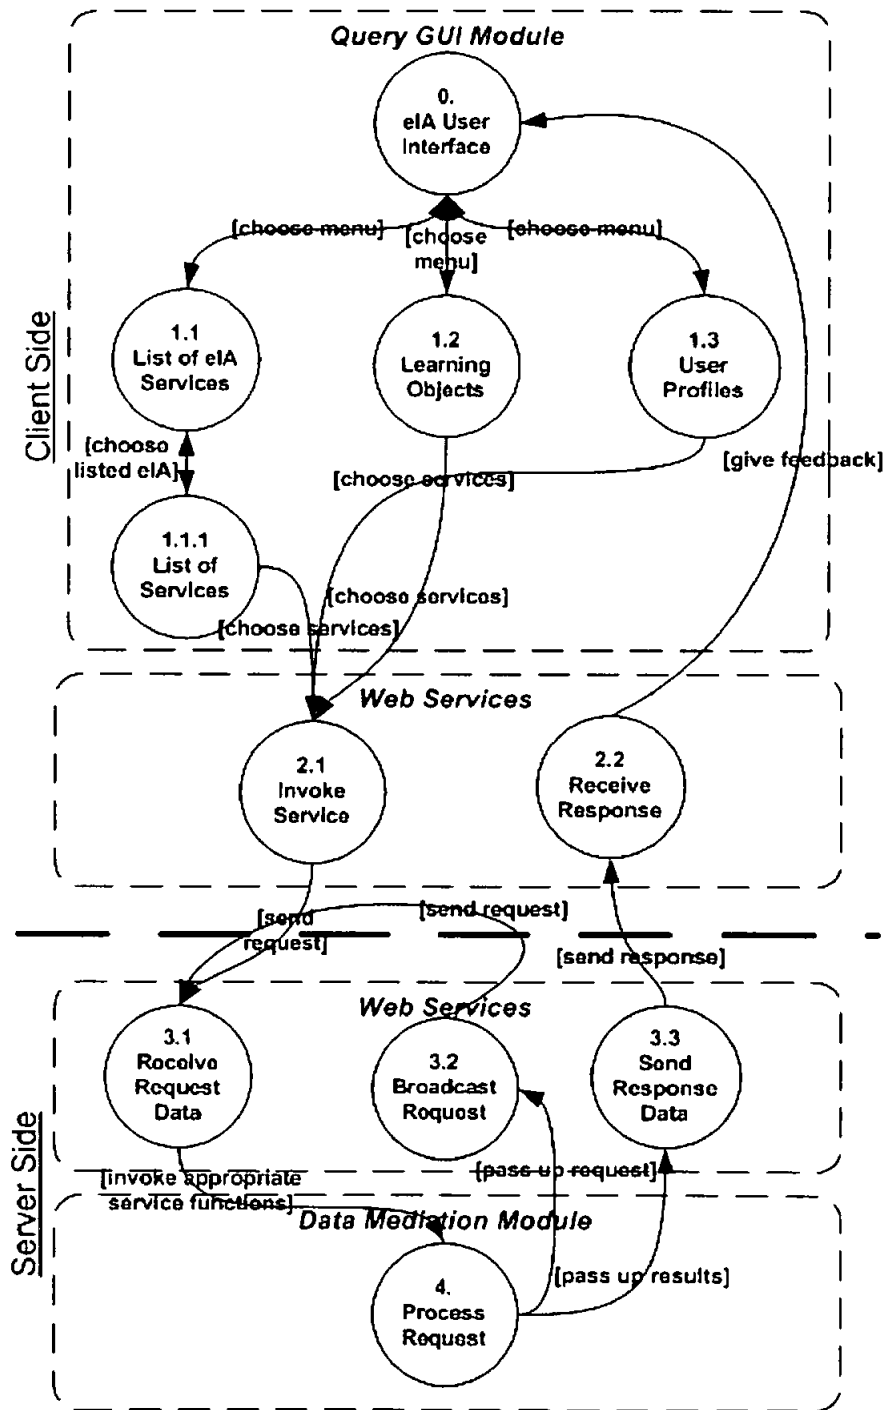 Query GUI Module
0.
eIA User
Interface
[choose menu]
[choose
menu]
[choose menu]
Client Side
1.1
List of eIA
Services
1.2
Learning
Objects
1.3
User
Profiles
[choose
listed eIA]
[choose services]
[give feedback]
1.1.1
List of
Services
[choose services]
[choose services]
Web Services
2.1
Invoke
Service
2.2
Receive
Response
[send
request]
[send request]
[send response]
Web Services
3.1
Receive
Request
Data
3.2
Broadcast
Request
3.3
Send
Response
Data
Server Side
[invoke appropriate
service functions]
[pass up request]
Data Mediation Module
4.
Process
Request
[pass up results]